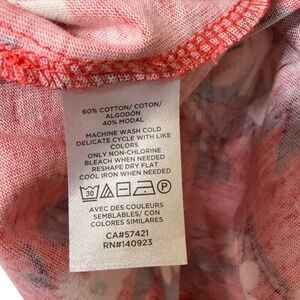 60% COTTON/ COTON/
ALGODÓN
40% MODAL
MACHINE WASH COLD
DELICATE CYCLE WITH LIKE
COLORS
ONLY NON-CHLORINE
BLEACH WHEN NEEDED
RESHAPE DRY FLAT
COOL IRON WHEN NEEDED
30 P
AVEC DES COULEURS
SEMBLABLES/ CON
COLORES SIMILARES
CA#57421
RN#140923